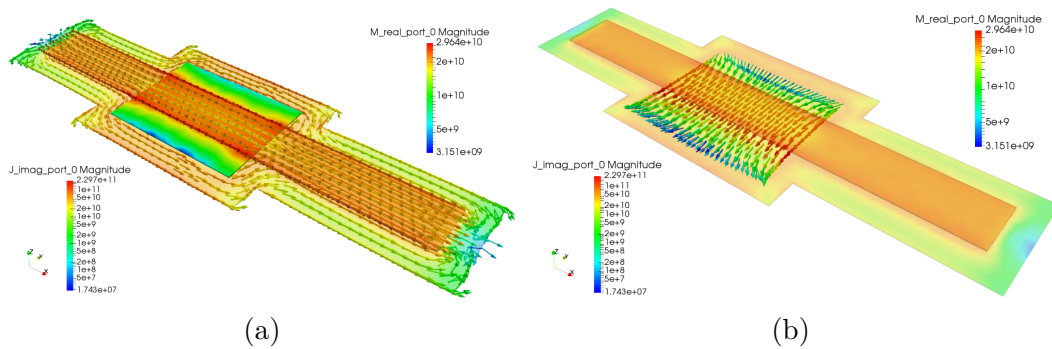 M_real_port_0 Magnitude
2.964e+10
2e+10
1e+10
5e+9
3.151e+09
J_imag_port_0 Magnitude
2.297e+11
1e+11
5e+10
2e+10
1e+10
5e+9
2e+9
1e+9
5e+8
2e+8
1e+8
5e+7
1.743e+07
Z
Y
X
(a)
M_real_port_0 Magnitude
2.964e+10
2e+10
1e+10
5e+9
3.151e+09
J_imag_port_0 Magnitude
2.297e+11
1e+11
5e+10
2e+10
1e+10
5e+9
2e+9
1e+9
5e+8
2e+8
1e+8
5e+7
1.743e+07
Z
Y
X
(b)